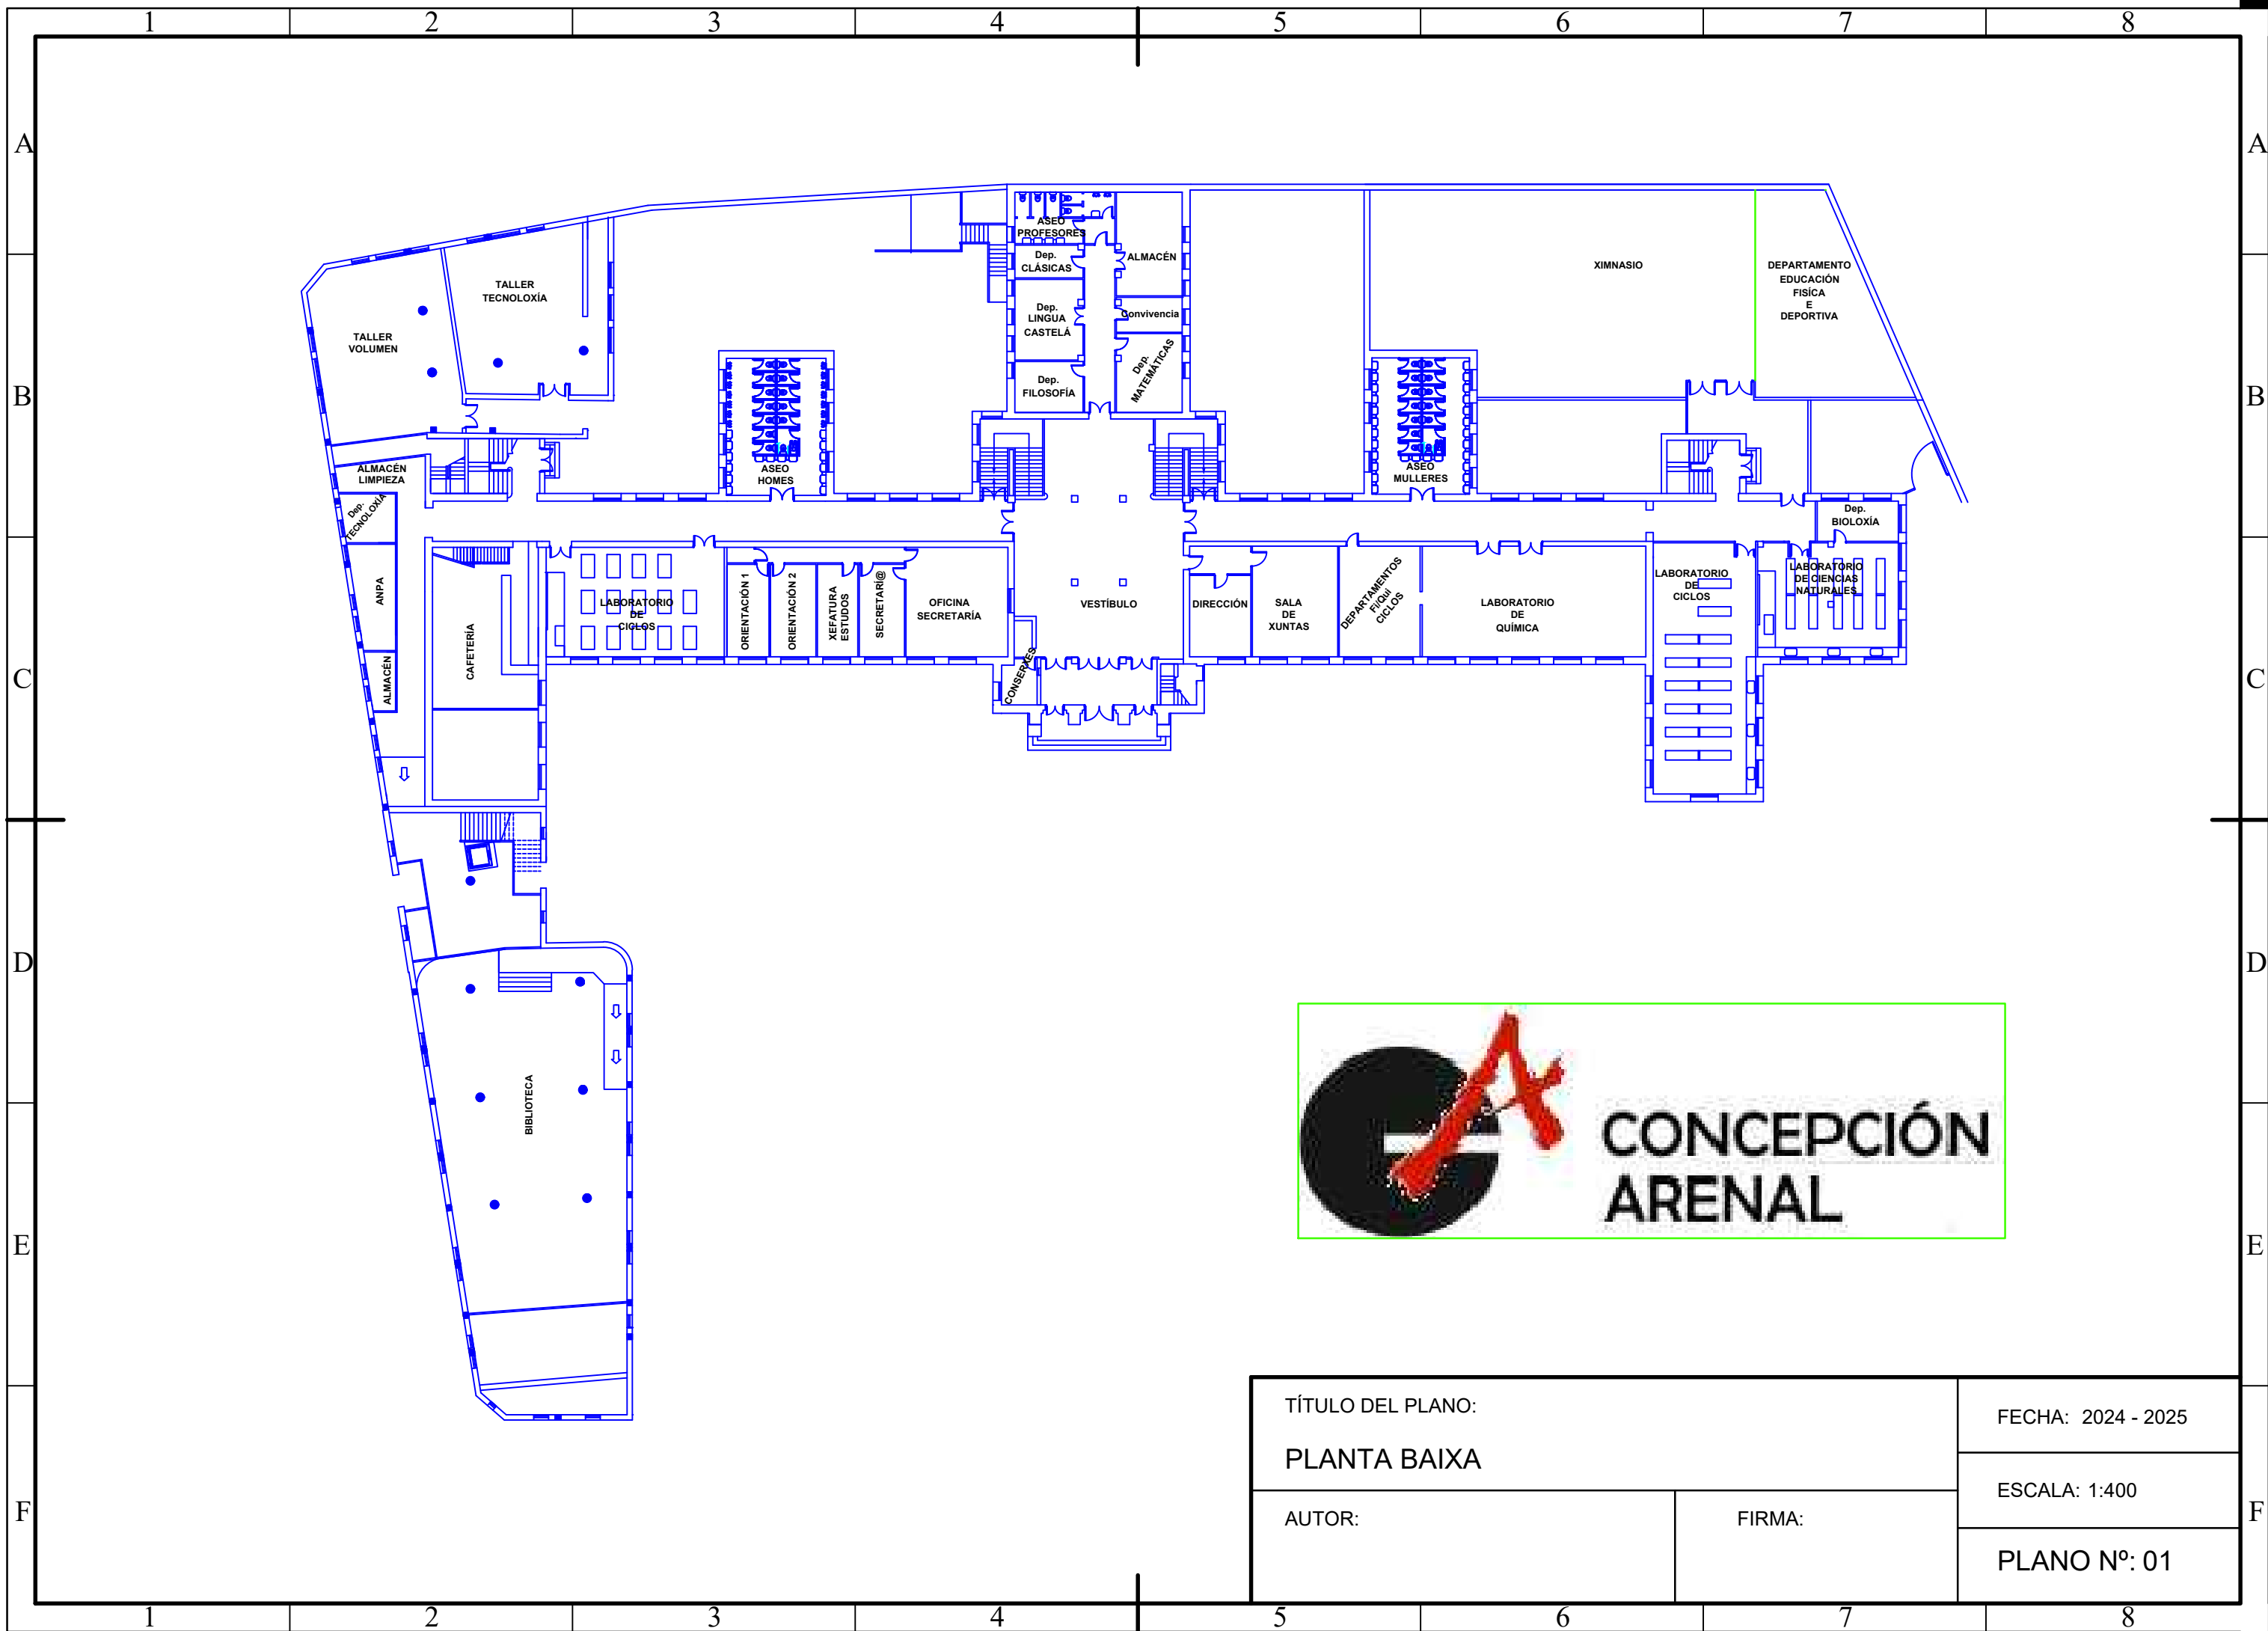 1 2 3 4 5 6 7 8
A
A
ASEO
PROFESORES
Dep.
CLÁSICAS
ALMACÉN
XIMNASIO
DEPARTAMENTO
EDUCACIÓN
FISÍCA
E
DEPORTIVA
TALLER
TECNOLOXÍA
TALLER
VOLUMEN
Dep.
LINGUA
CASTELÁ
Convivencia
Dep.
MATEMÁTICAS
Dep.
FILOSOFÍA
B
B
ALMACÉN
LIMPIEZA
ASEO
HOMES
ASEO
MULLERES
Dep.
TECNOLOXÍA
Dep.
BIOLOXÍA
ANPA
ALMACÉN
CAFETERÍA
LABORATORIO
DE
CICLOS
ORIENTACIÓN 1
ORIENTACIÓN 2
XEFATURA
ESTUDOS
SECRETARÍ@
OFICINA
SECRETARÍA
VESTÍBULO
CONSERXES
DIRECCIÓN
SALA
DE
XUNTAS
DEPARTAMENTOS
Fi/Qui
CICLOS
LABORATORIO
DE
QUÍMICA
LABORATORIO
DE
CICLOS
LABORATORIO
DE CIENCIAS
NATURALES
C
C
D
D
BIBLIOTECA
CONCEPCIÓN
ARENAL
E
E
TÍTULO DEL PLANO:
PLANTA BAIXA
FECHA: 2024 - 2025
ESCALA: 1:400
AUTOR:
FIRMA:
PLANO Nº: 01
F
F
1 2 3 4 5 6 7 8